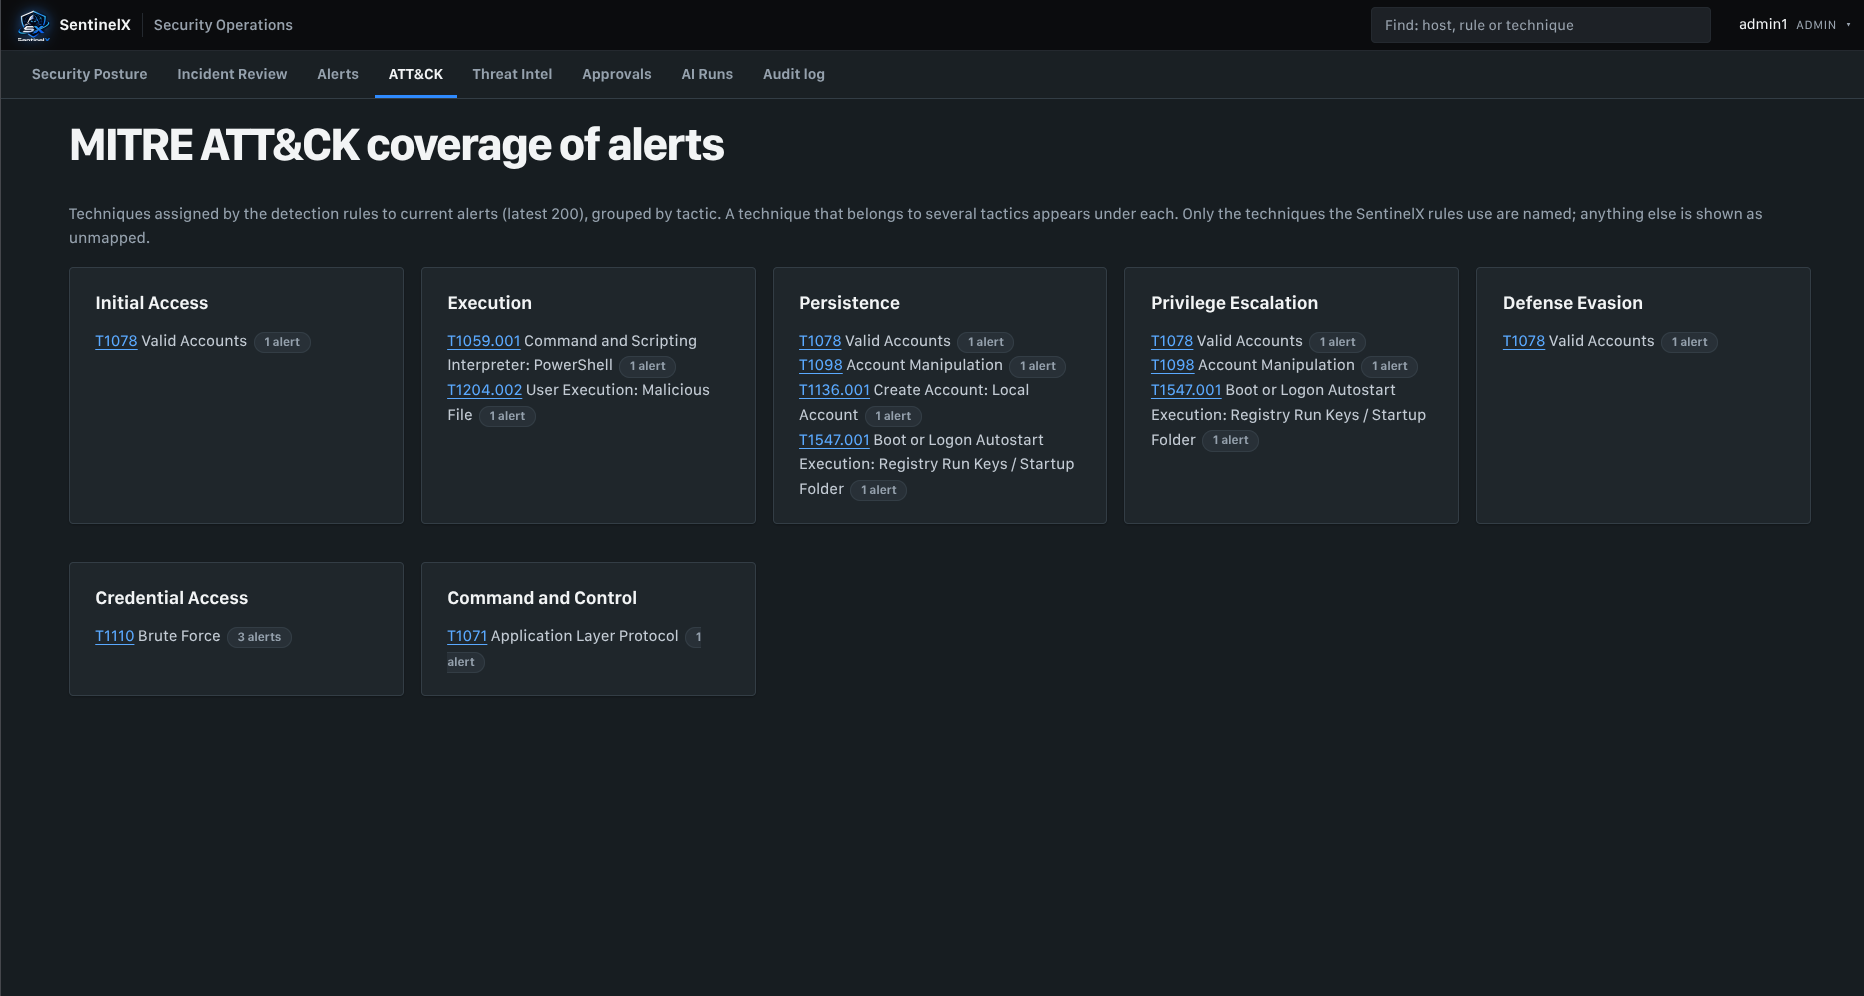 SentinelX
SentinelX Security Operations
Find: host, rule or technique
admin1 ADMIN
Security Posture Incident Review Alerts ATT&CK Threat Intel Approvals AI Runs Audit log
MITRE ATT&CK coverage of alerts
Techniques assigned by the detection rules to current alerts (latest 200), grouped by tactic. A technique that belongs to several tactics appears under each. Only the techniques the SentinelX rules use are named; anything else is shown as
unmapped.
Initial Access
T1078 Valid Accounts 1 alert
Execution
T1059.001 Command and Scripting
Interpreter: PowerShell 1 alert
T1204.002 User Execution: Malicious
File 1 alert
Persistence
T1078 Valid Accounts 1 alert
T1098 Account Manipulation 1 alert
T1136.001 Create Account: Local
Account 1 alert
T1547.001 Boot or Logon Autostart
Execution: Registry Run Keys / Startup
Folder 1 alert
Privilege Escalation
T1078 Valid Accounts 1 alert
T1098 Account Manipulation 1 alert
T1547.001 Boot or Logon Autostart
Execution: Registry Run Keys / Startup
Folder 1 alert
Defense Evasion
T1078 Valid Accounts 1 alert
Credential Access
T1110 Brute Force 3 alerts
Command and Control
T1071 Application Layer Protocol 1
alert